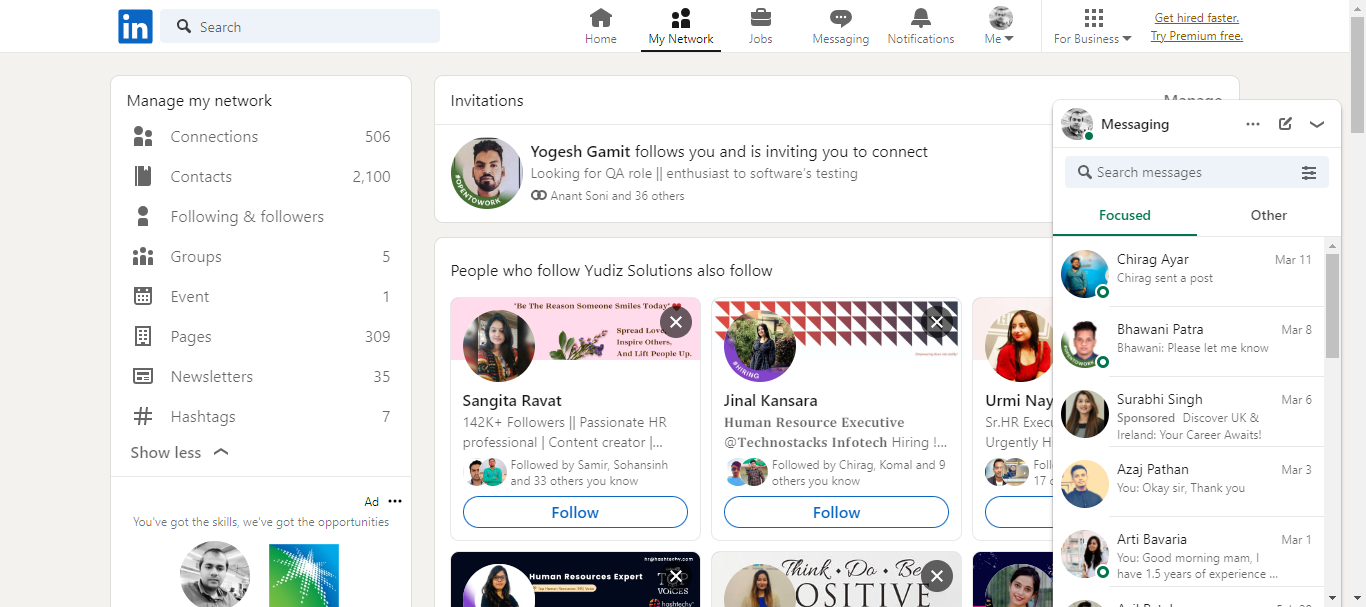 in
Search
Home
My Network
Jobs
Messaging
Notifications
Me
For Business
Get hired faster.
Try Premium free.
Manage my network
Connections 506
Contacts 2,100
Following & followers
Groups 5
Event 1
Pages 309
Newsletters 35
Hashtags 7
Show less
Ad
You've got the skills, we've got the opportunities
Invitations
Manage
Yogesh Gamit follows you and is inviting you to connect
Looking for QA role || enthusiast to software's testing
Anant Soni and 36 others
#OPENTOWORK
People who follow Yudiz Solutions also follow
"Be The Reason Someone Smiles Today"
Spread Love
Inspire Others,
And Lift People Up.
Sangita Ravat
142K+ Followers || Passionate HR
professional | Content creator |...
Followed by Samir, Sohansinh
and 33 others you know
Follow
#HIRING
Jinal Kansara
Human Resource Executive
@Technostacks Infotech Hiring !...
Followed by Chirag, Komal and 9
others you know
Follow
Urmi Nay
Sr.HR Exec
Urgently H
Foll
17 o
hr@hashtechy.com
Human Resources Expert
TOP
VOICES
hashtechy
Think • Do • Be
POSITIVE
Messaging
Search messages
Focused
Other
Chirag Ayar Mar 11
Chirag sent a post
Bhawani Patra Mar 8
Bhawani: Please let me know
Surabhi Singh Mar 6
Sponsored Discover UK &
Ireland: Your Career Awaits!
Azaj Pathan Mar 3
You: Okay sir, Thank you
Arti Bavaria Mar 1
You: Good morning mam, I
have 1.5 years of experience ...